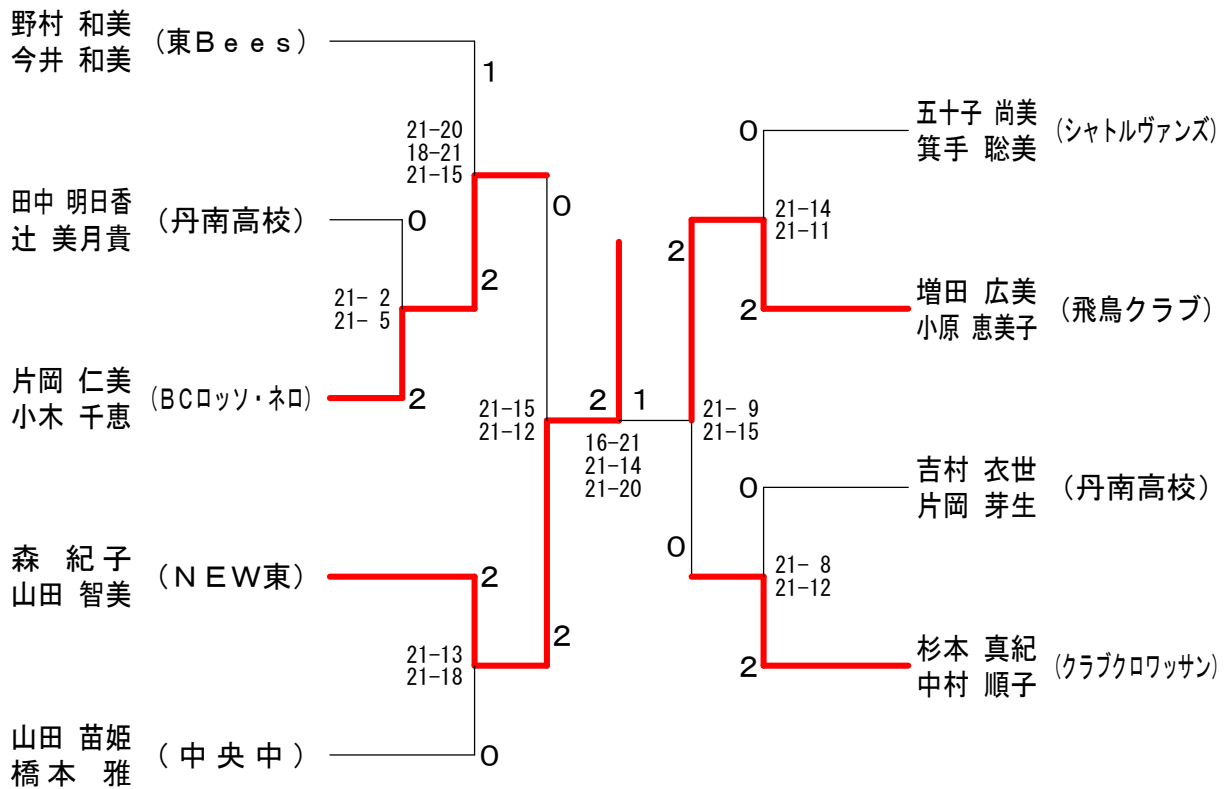 野村 和美
今井 和美
(東Bees)
1
21-20
18-21
21-15
田中 明日香
辻 美月貴
(丹南高校)
0
0
2
21- 2
21- 5
片岡 仁美
小木 千恵
(BCロッソ・ネロ)
2
21-15
21-12
2
1
16-21
21-14
21-20
森 紀子
山田 智美
(NEW東)
2
2
21-13
21-18
山田 苗姫
橋本 雅
(中央中)
0
五十子 尚美
箕手 聡美
(シャトルヴァンズ)
0
21-14
21-11
2
増田 広美
小原 恵美子
(飛鳥クラブ)
2
21- 9
21-15
吉村 衣世
片岡 芽生
(丹南高校)
0
0
21- 8
21-12
杉本 真紀
中村 順子
(クラブクロワッサン)
2